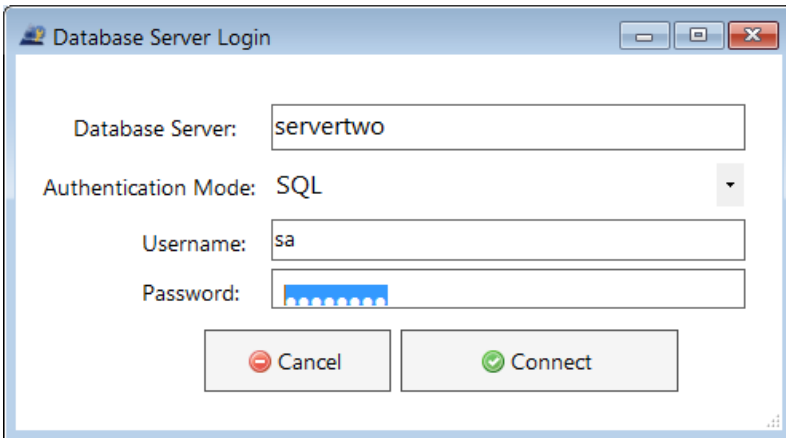 Database Server Login
Database Server: servertwo
Authentication Mode: SQL
Username: sa
Password: ••••••••
Cancel Connect